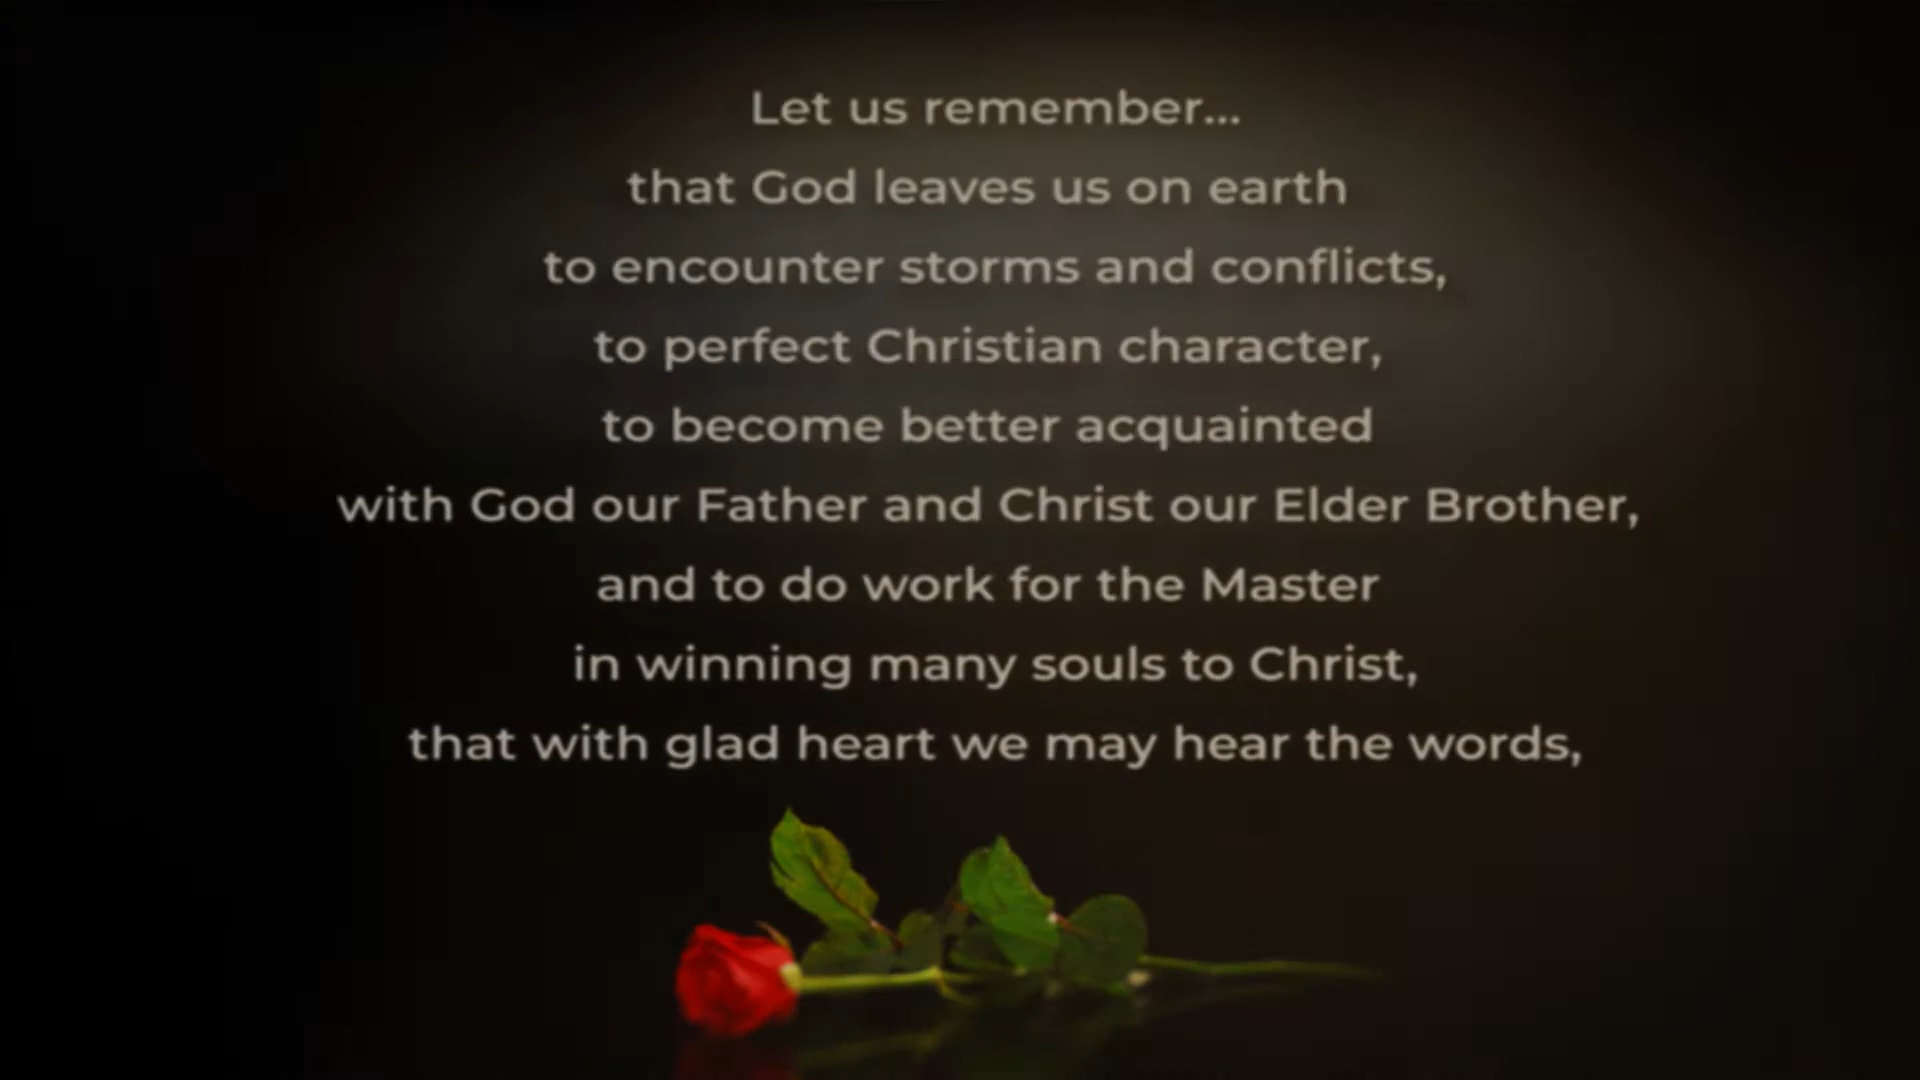 Let us remember...
that God leaves us on earth
to encounter storms and conflicts,
to perfect Christian character,
to become better acquainted
with God our Father and Christ our Elder Brother,
and to do work for the Master
in winning many souls to Christ,
that with glad heart we may hear the words,